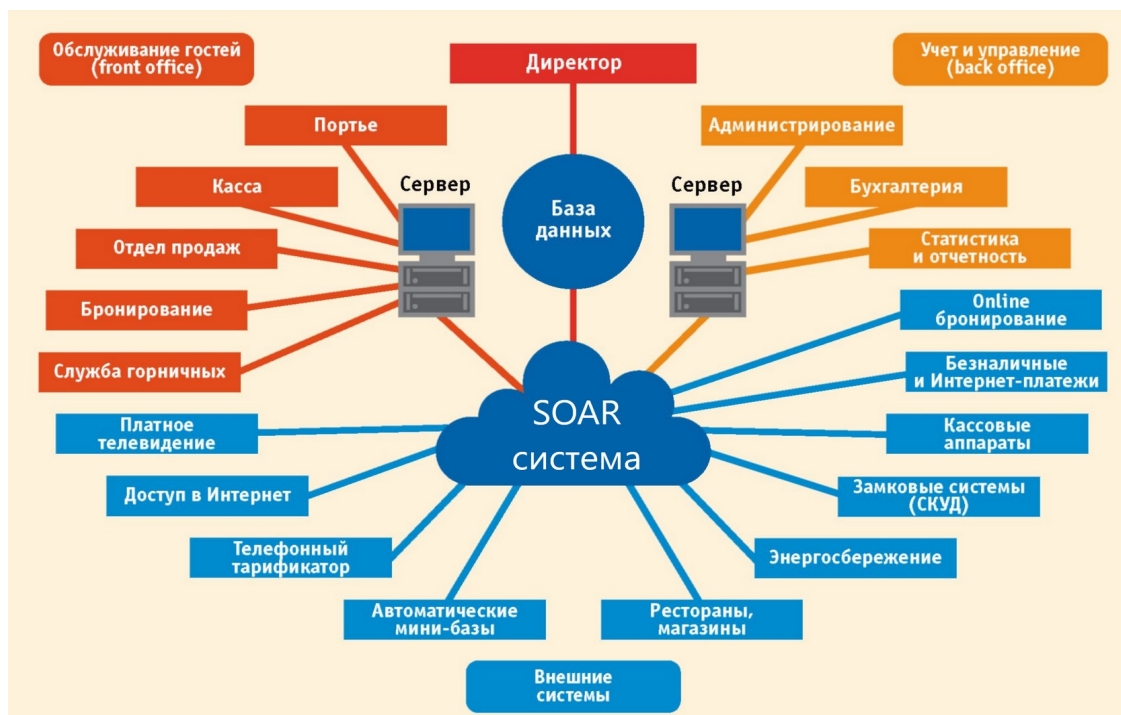 Обслуживание гостей
(front office)
Директор
Учет и управление
(back office)
Портье
Администрирование
Касса
Сервер
Сервер
Бухгалтерия
База
данных
Отдел продаж
Статистика
и отчетность
Бронирование
Online
бронирование
Служба горничных
Безналичные
и Интернет-платежи
SOAR
система
Платное
телевидение
Кассовые
аппараты
Доступ в Интернет
Замковые системы
(СКУД)
Телефонный
тарификатор
Энергосбережение
Автоматические
мини-базы
Рестораны,
магазины
Внешние
системы